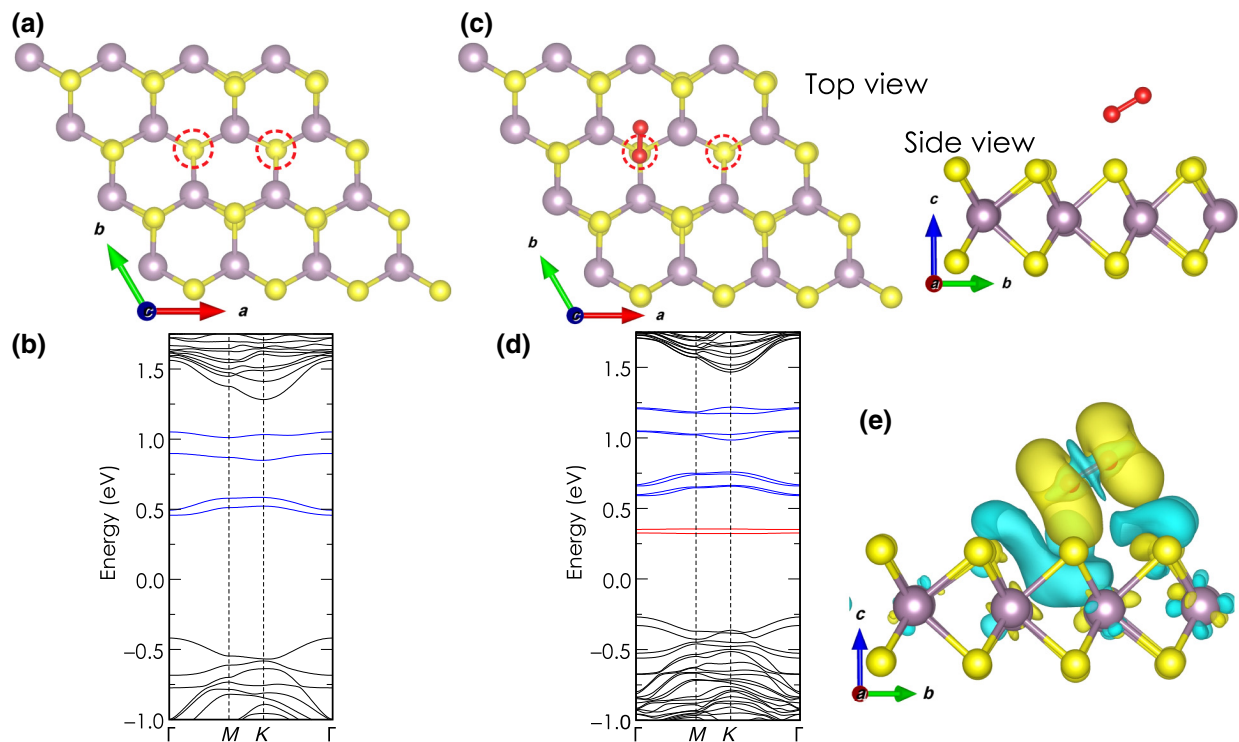 (a)
b
c
a
(c)
Top view
b
c
a
Side view
c
a
b
(b)
Energy (eV)
1.5
1.0
0.5
0.0
−0.5
−1.0
Γ M K Γ
(d)
Energy (eV)
1.5
1.0
0.5
0.0
−0.5
−1.0
Γ M K Γ
(e)
c
a
b